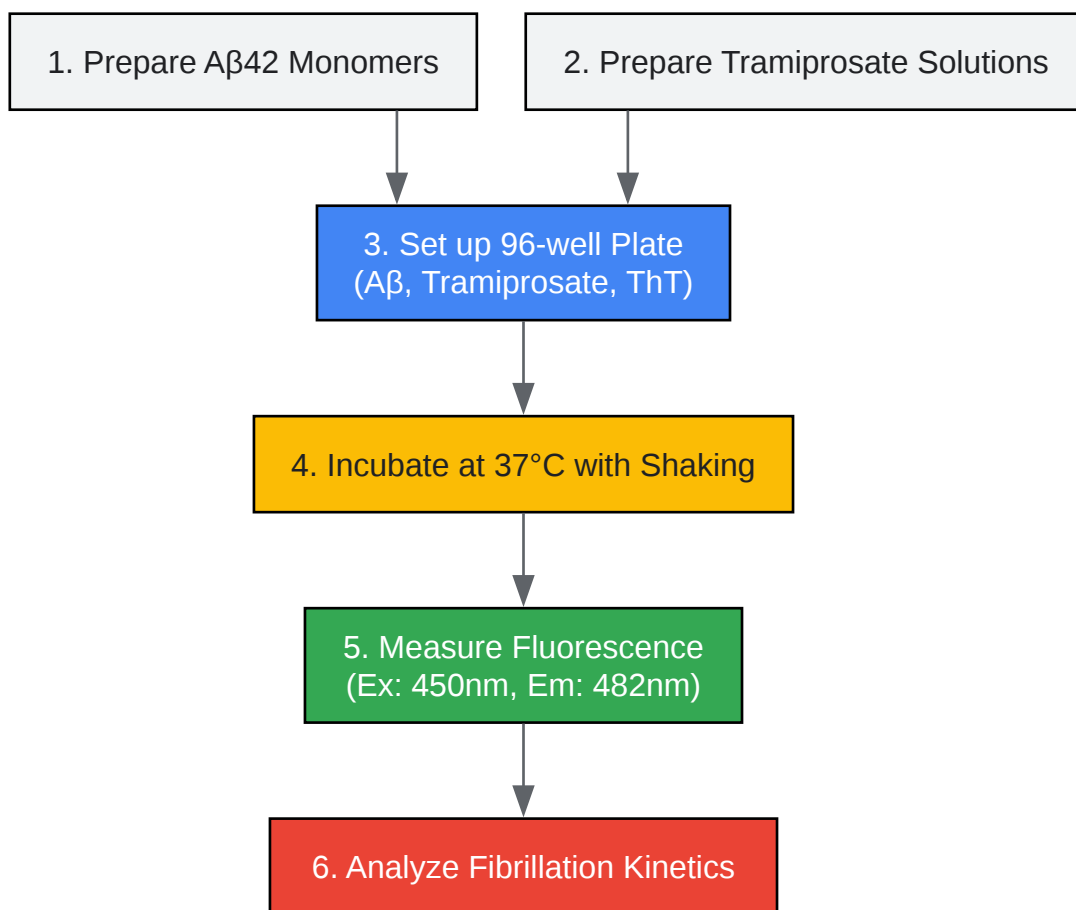 1. Prepare Aβ42 Monomers
2. Prepare Tramiprosate Solutions
3. Set up 96-well Plate
(Aβ, Tramiprosate, ThT)
4. Incubate at 37°C with Shaking
5. Measure Fluorescence
(Ex: 450nm, Em: 482nm)
6. Analyze Fibrillation Kinetics